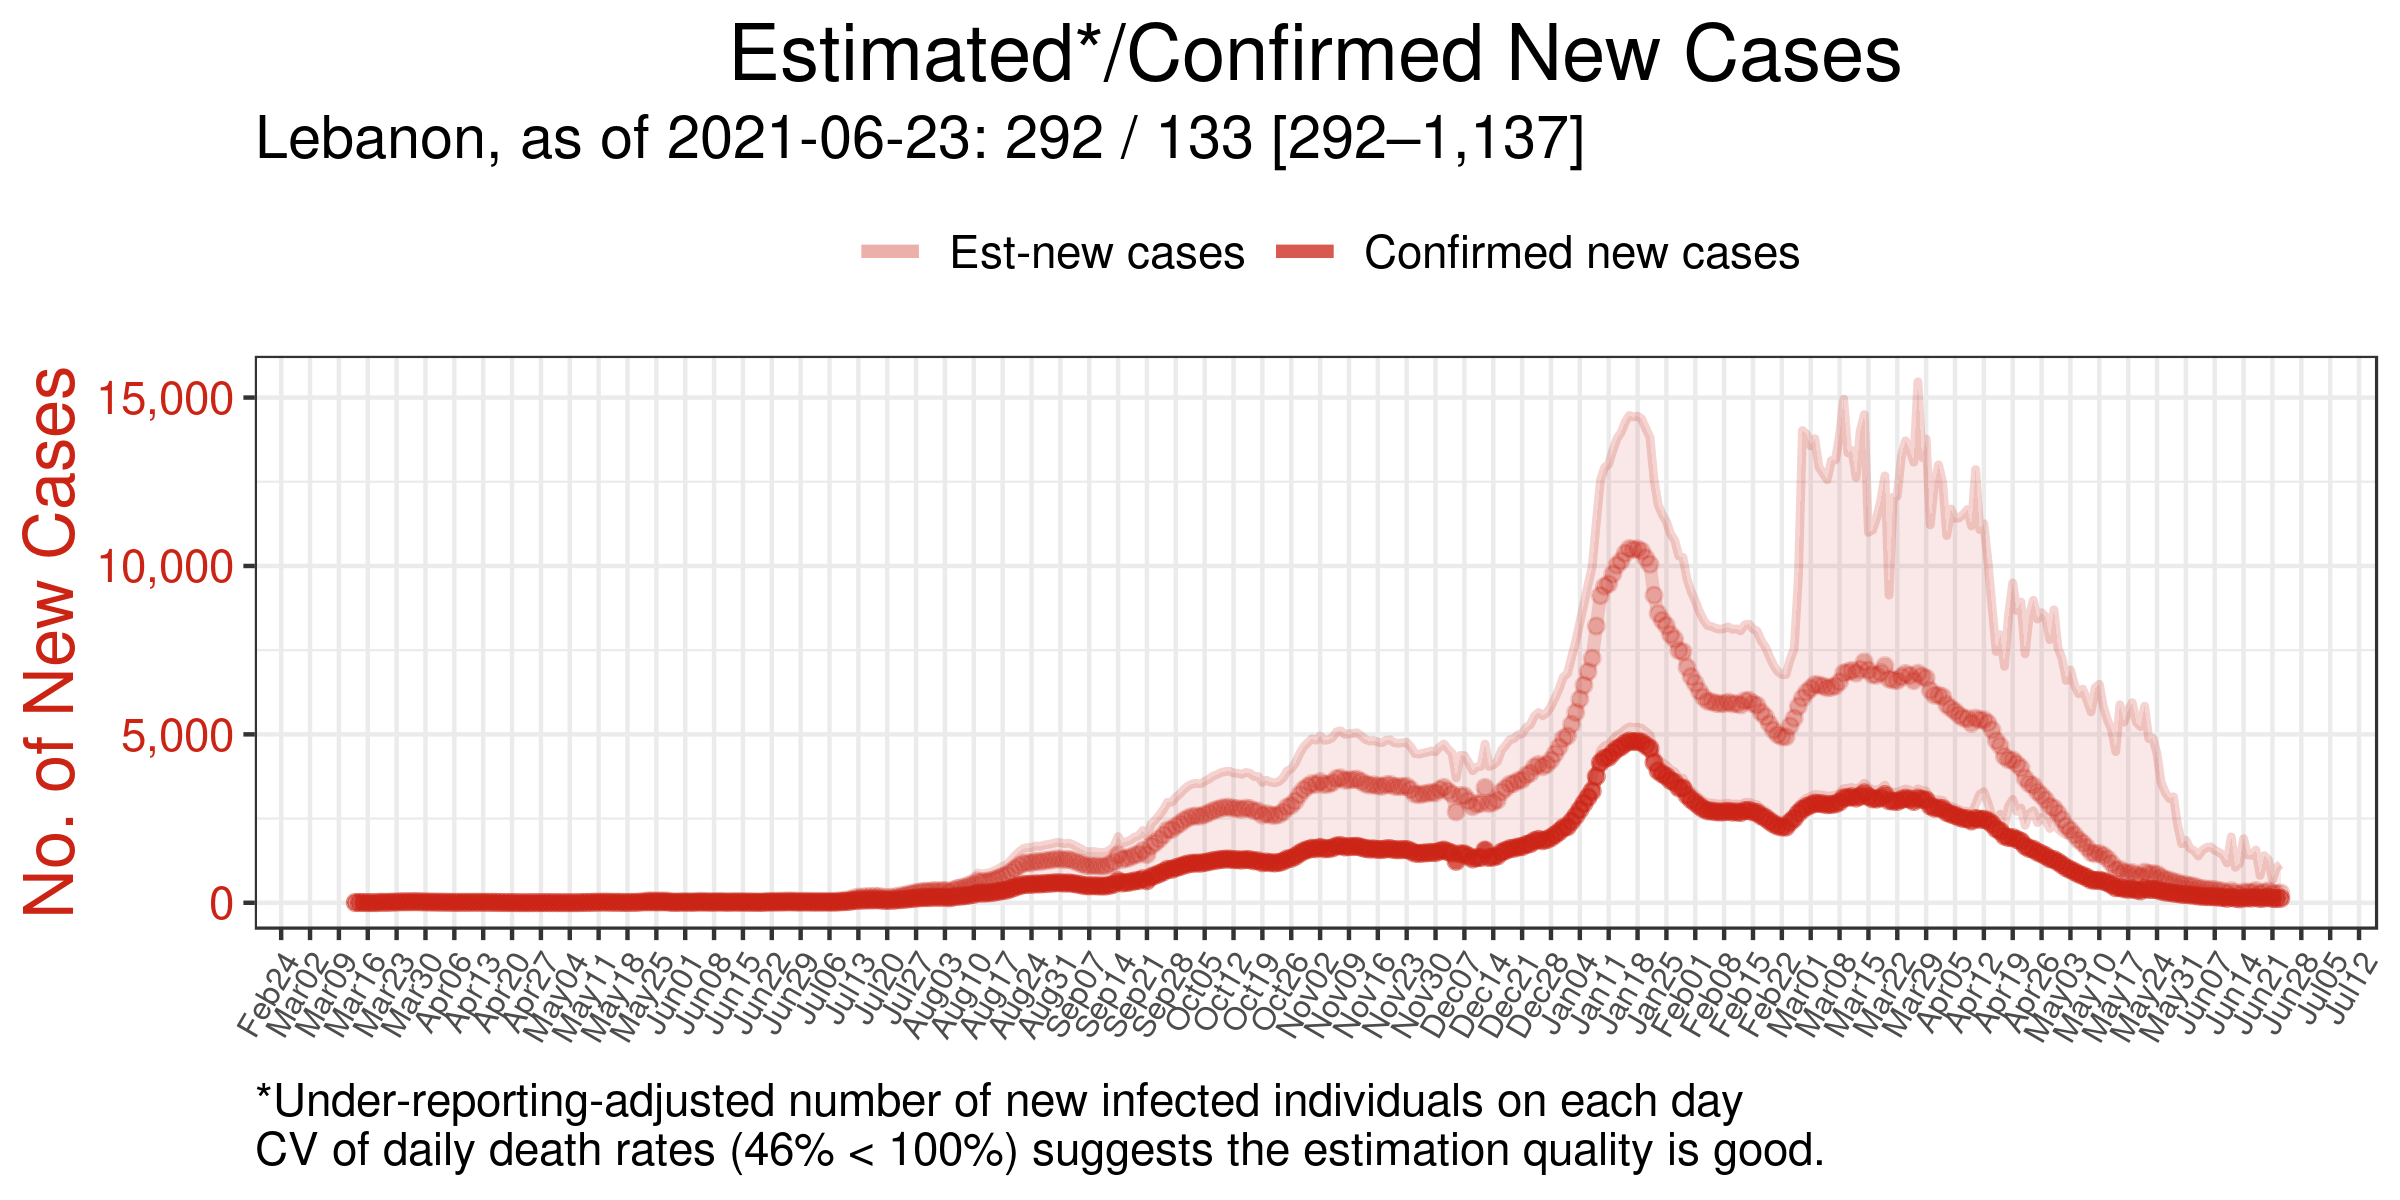 Estimated*/Confirmed New Cases
Lebanon, as of 2021-06-23: 292 / 133 [292–1,137]
Est-new cases
Confirmed new cases
No. of New Cases
15,000
10,000
5,000
0
Feb24
Mar02
Mar09
Mar16
Mar23
Mar30
Apr06
Apr13
Apr20
Apr27
May04
May11
May18
May25
Jun01
Jun08
Jun15
Jun22
Jun29
Jul06
Jul13
Jul20
Jul27
Aug03
Aug10
Aug17
Aug24
Aug31
Sep07
Sep14
Sep21
Sep28
Oct05
Oct12
Oct19
Oct26
Nov02
Nov09
Nov16
Nov23
Nov30
Dec07
Dec14
Dec21
Dec28
Jan04
Jan11
Jan18
Jan25
Feb01
Feb08
Feb15
Feb22
Mar01
Mar08
Mar15
Mar22
Mar29
Apr05
Apr12
Apr19
Apr26
May03
May10
May17
May24
May31
Jun07
Jun14
Jun21
Jun28
Jul05
Jul12
*Under-reporting-adjusted number of new infected individuals on each day
CV of daily death rates (46% < 100%) suggests the estimation quality is good.